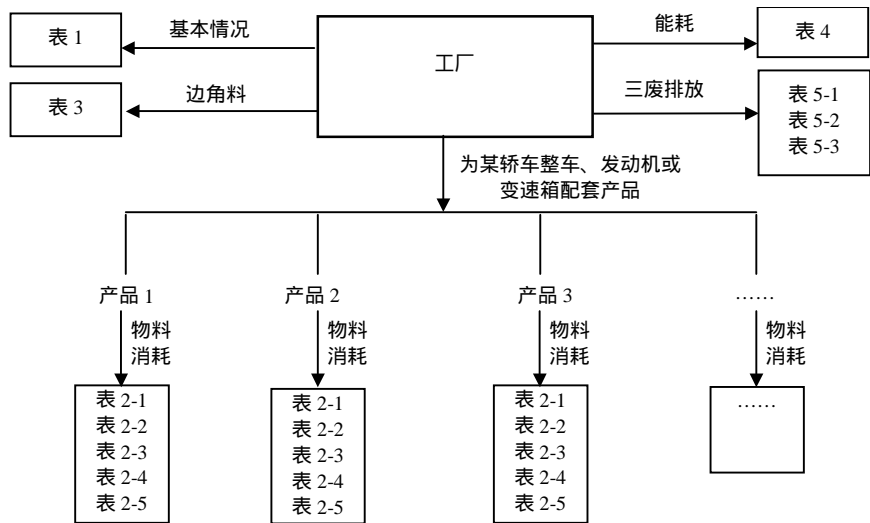 表 1
基本情况
工厂
能耗
表 4
表 3
边角料
三废排放
表 5-1
表 5-2
表 5-3
为某轿车整车、发动机或
变速箱配套产品
产品 1
产品 2
产品 3
……
物料
消耗
物料
消耗
物料
消耗
物料
消耗
表 2-1
表 2-2
表 2-3
表 2-4
表 2-5
表 2-1
表 2-2
表 2-3
表 2-4
表 2-5
表 2-1
表 2-2
表 2-3
表 2-4
表 2-5
……